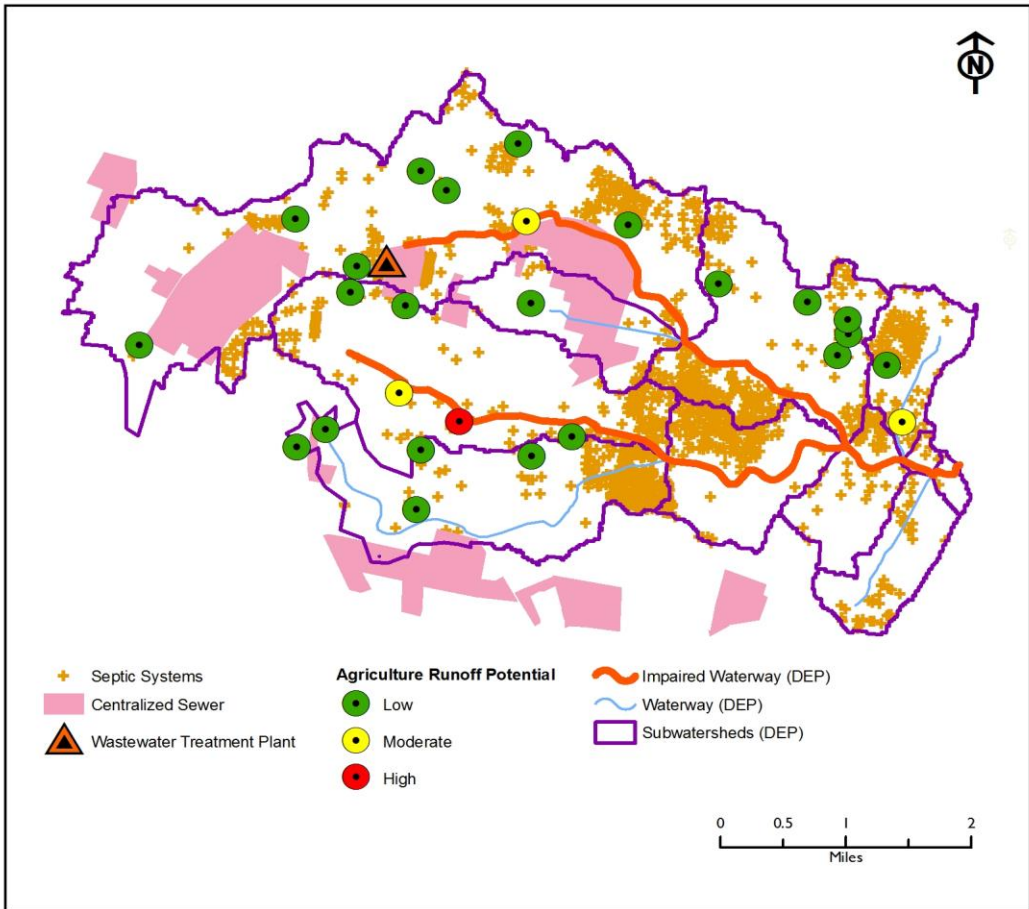 N
Septic Systems
Centralized Sewer
Wastewater Treatment Plant
Agriculture Runoff Potential
Low
Moderate
High
Impaired Waterway (DEP)
Waterway (DEP)
Subwatersheds (DEP)
0 0.5 1 2
Miles